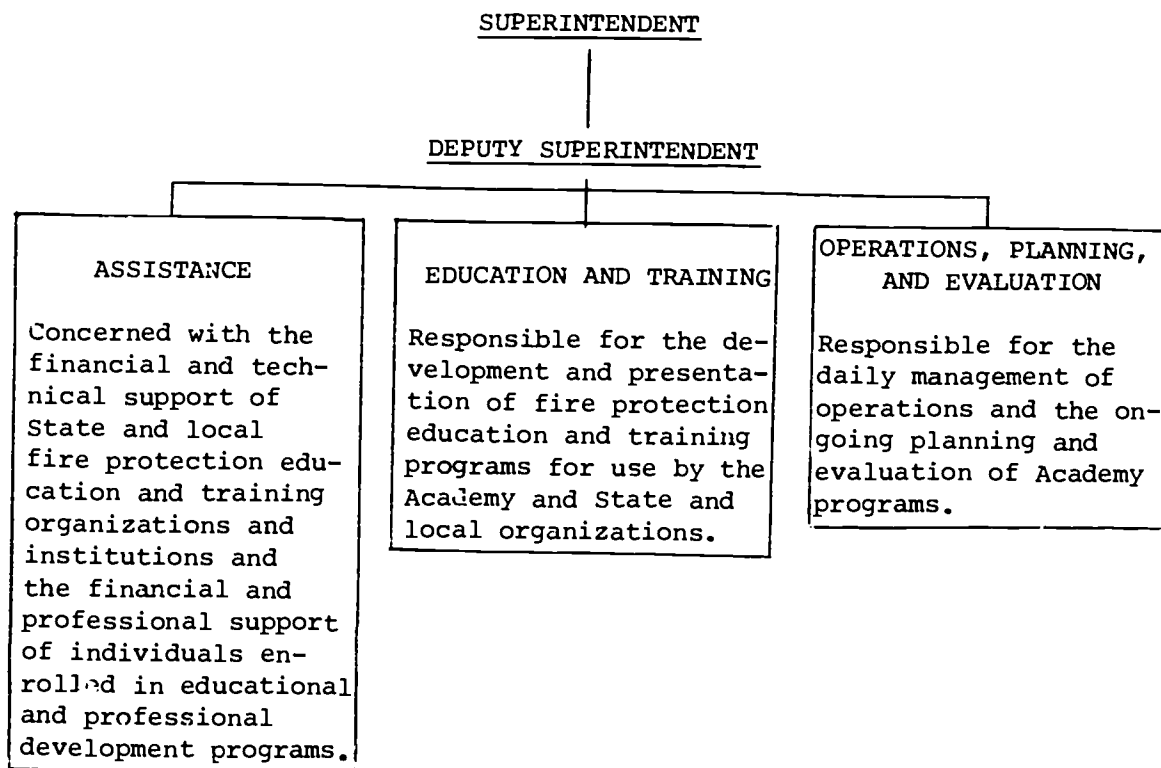 SUPERINTENDENT
DEPUTY SUPERINTENDENT
ASSISTANCE
Concerned with the
financial and tech-
nical support of
State and local
fire protection edu-
cation and training
organizations and
institutions and
the financial and
professional support
of individuals en-
rolled in educational
and professional
development programs.
EDUCATION AND TRAINING
Responsible for the de-
velopment and presenta-
tion of fire protection
education and training
programs for use by the
Academy and State and
local organizations.
OPERATIONS, PLANNING,
AND EVALUATION
Responsible for the
daily management of
operations and the on-
going planning and
evaluation of Academy
programs.